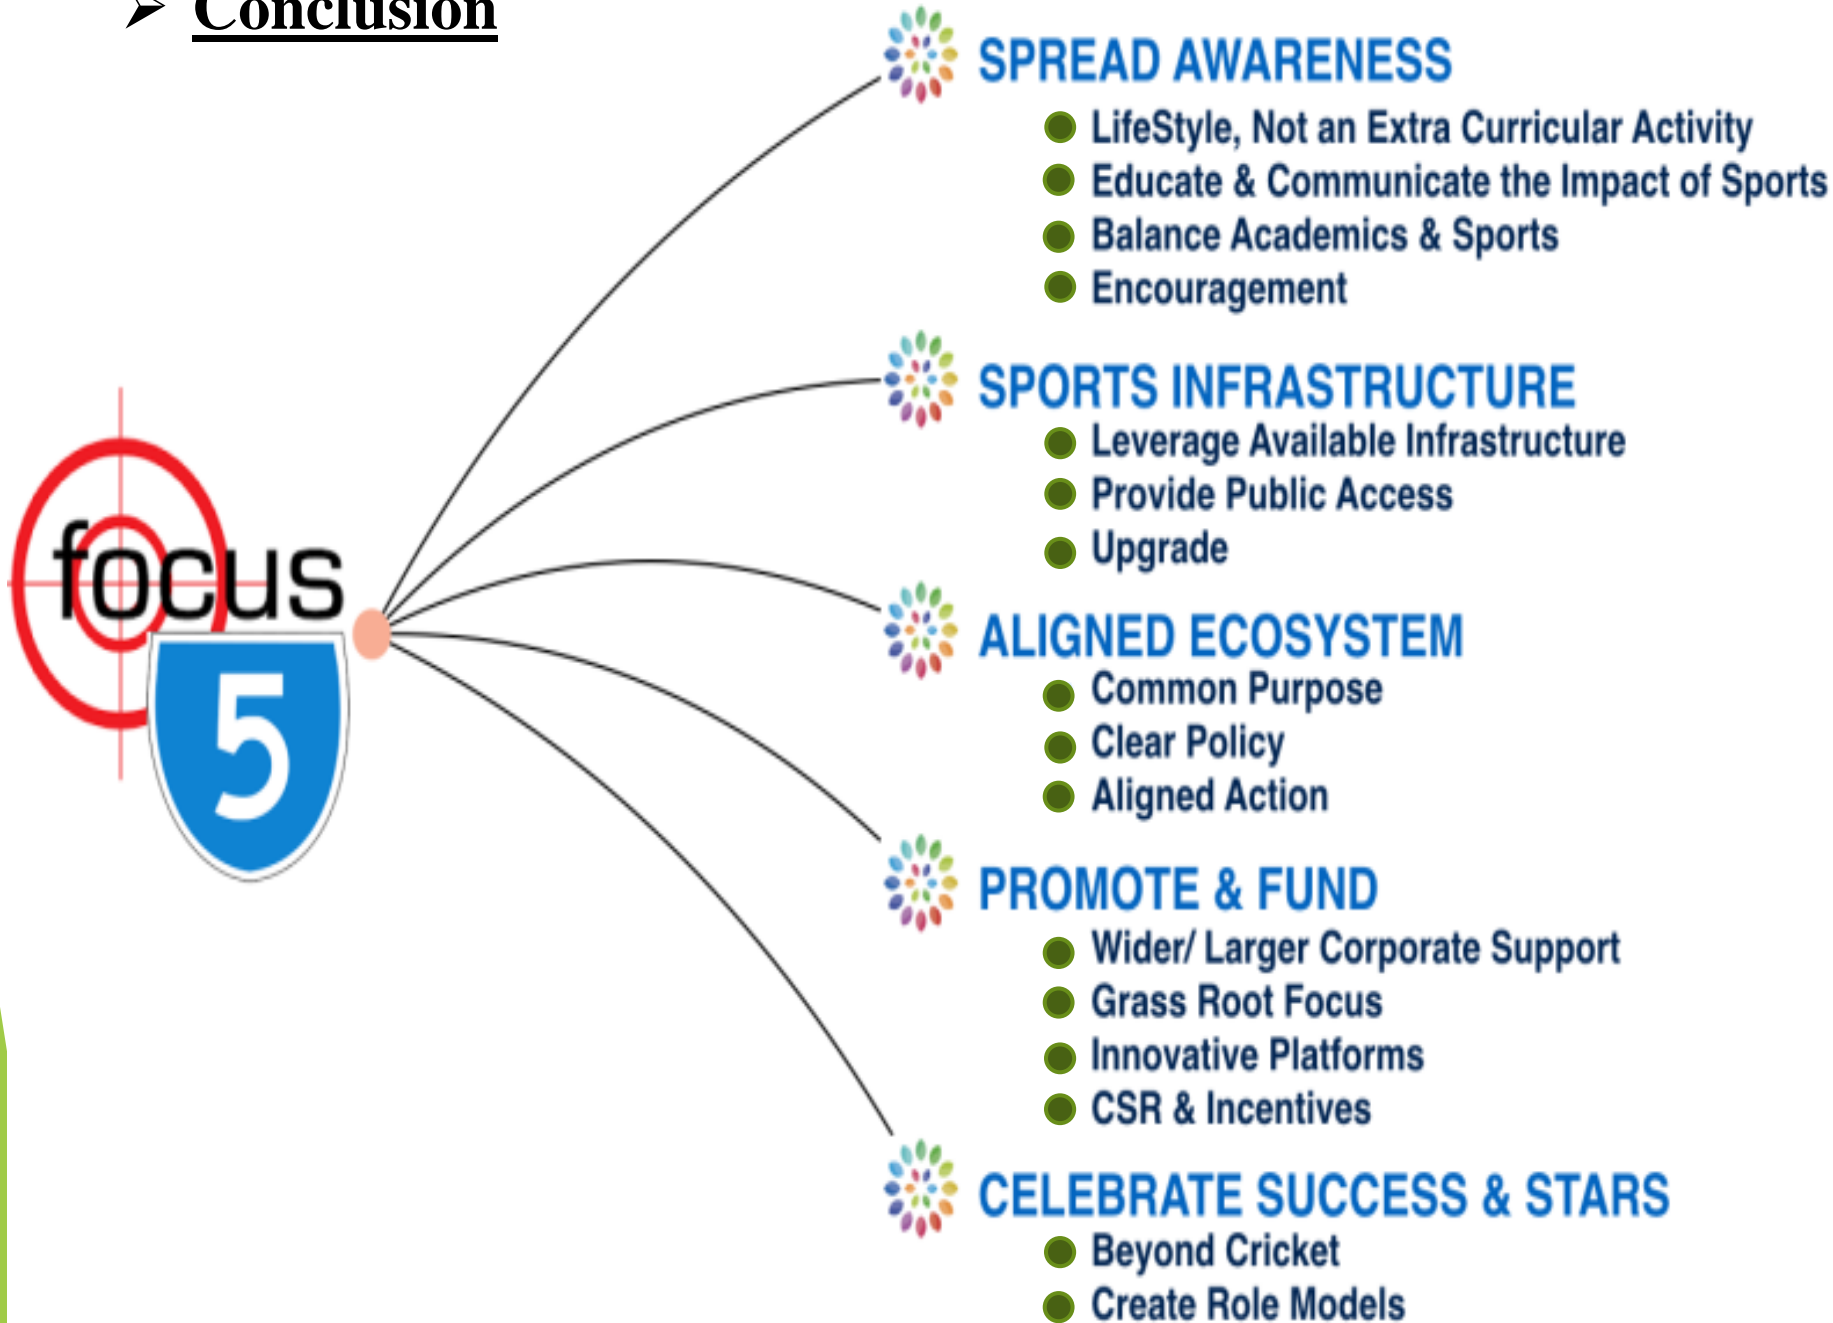 Conclusion
SPREAD AWARENESS
LifeStyle, Not an Extra Curricular Activity
Educate & Communicate the Impact of Sports
Balance Academics & Sports
Encouragement
SPORTS INFRASTRUCTURE
Leverage Available Infrastructure
Provide Public Access
Upgrade
focus
5
ALIGNED ECOSYSTEM
Common Purpose
Clear Policy
Aligned Action
PROMOTE & FUND
Wider/ Larger Corporate Support
Grass Root Focus
Innovative Platforms
CSR & Incentives
CELEBRATE SUCCESS & STARS
Beyond Cricket
Create Role Models